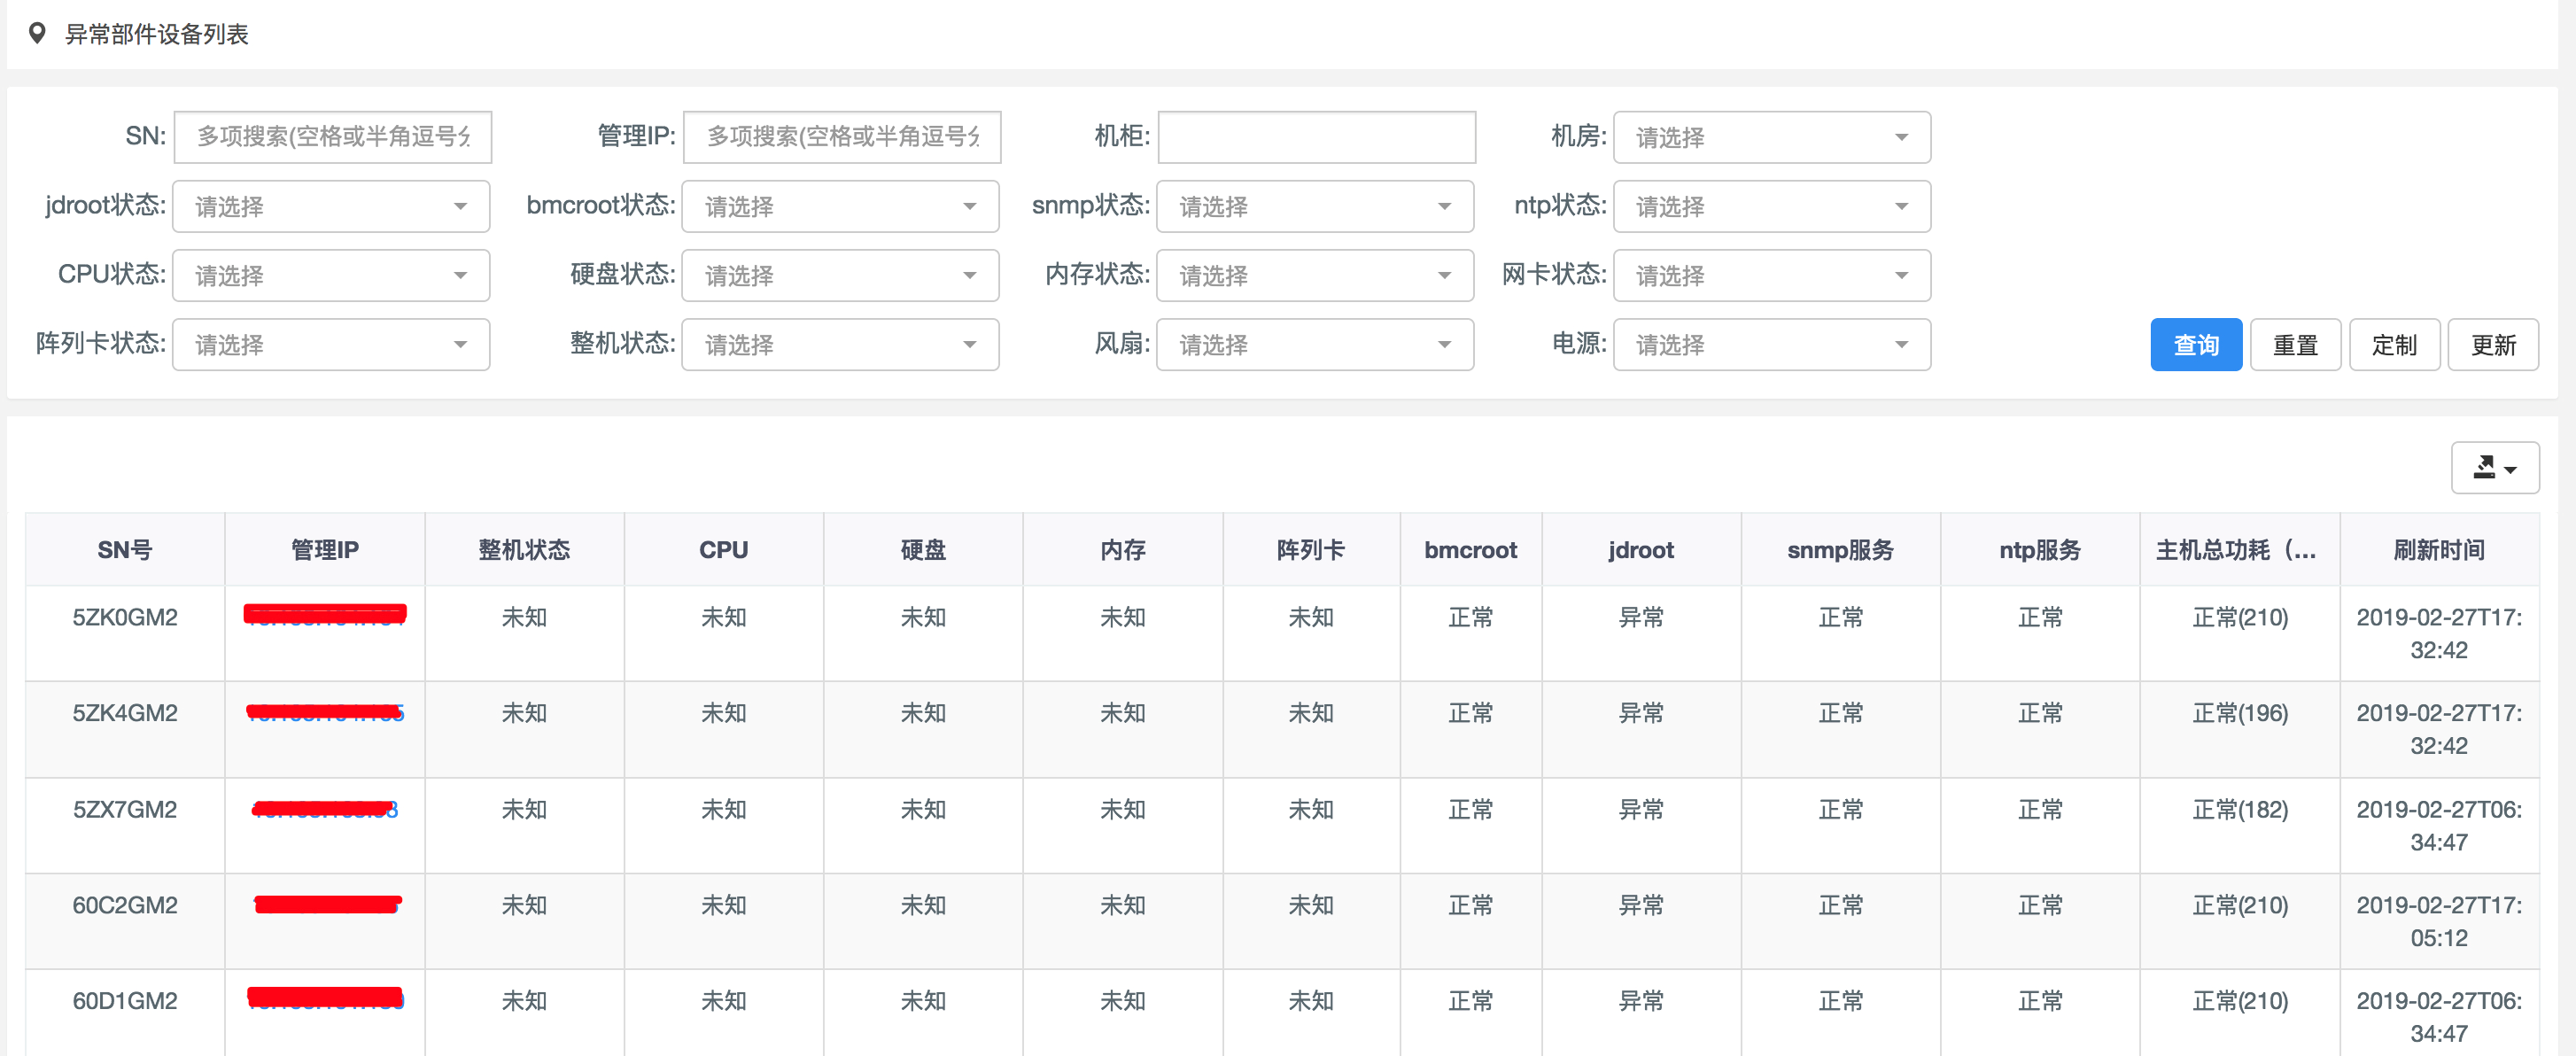 异常部件设备列表
SN: 多项搜索(空格或半角逗号分 管理IP: 多项搜索(空格或半角逗号分 机柜: 机房: 请选择
jdroot状态: 请选择 bmcroot状态: 请选择 snmp状态: 请选择 ntp状态: 请选择
CPU状态: 请选择 硬盘状态: 请选择 内存状态: 请选择 网卡状态: 请选择
阵列卡状态: 请选择 整机状态: 请选择 风扇: 请选择 电源: 请选择 查询 重置 定制 更新
SN号 管理IP 整机状态 CPU 硬盘 内存 阵列卡 bmcroot jdroot snmp服务 ntp服务 主机总功耗（... 刷新时间
5ZK0GM2 未知 未知 未知 未知 未知 正常 异常 正常 正常 正常(210) 2019-02-27T17:
32:42
5ZK4GM2 未知 未知 未知 未知 未知 正常 异常 正常 正常 正常(196) 2019-02-27T17:
32:42
5ZX7GM2 未知 未知 未知 未知 未知 正常 异常 正常 正常 正常(182) 2019-02-27T06:
34:47
60C2GM2 未知 未知 未知 未知 未知 正常 异常 正常 正常 正常(210) 2019-02-27T17:
05:12
60D1GM2 未知 未知 未知 未知 未知 正常 异常 正常 正常 正常(210) 2019-02-27T06:
34:47